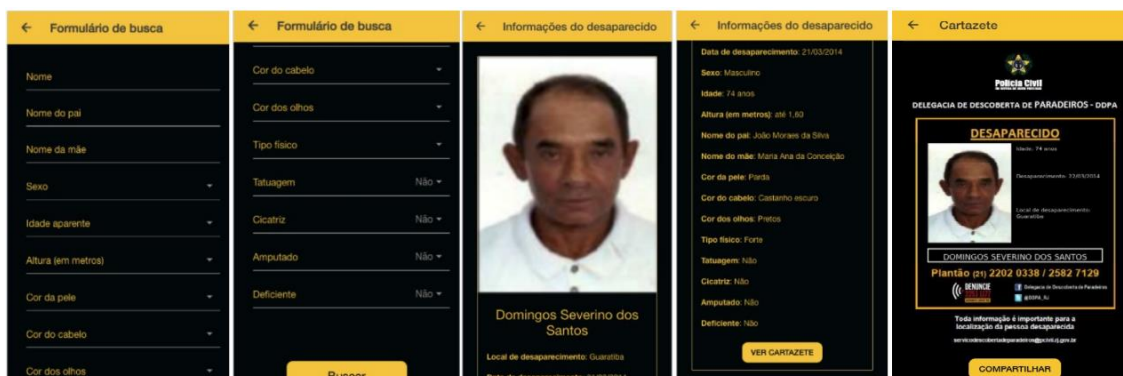 Formulário de busca
Nome
Nome do pai
Nome da mãe
Sexo
Idade aparente
Altura (em metros)
Cor da pele
Cor do cabelo
Cor dos olhos
Formulário de busca
Cor do cabelo
Cor dos olhos
Tipo físico
Tatuagem Não
Cicatriz Não
Amputado Não
Deficiente Não
Buscar
Informações do desaparecido
Domingos Severino dos
Santos
Local de desaparecimento: Guaratiba
Informações do desaparecido
Data de desaparecimento: 21/03/2014
Sexo: Masculino
Idade: 74 anos
Altura (em metros): até 1,60
Nome do pai: João Moraes da Silva
Nome do mãe: Maria Ana da Conceição
Cor da pele: Parda
Cor do cabelo: Castanho escuro
Cor dos olhos: Pretos
Tipo físico: Forte
Tatuagem: Não
Cicatriz: Não
Amputado: Não
Deficiente: Não
VER CARTAZETE
Cartazete
Polícia Civil
DELEGACIA DE DESCOBERTA DE PARADEIROS - DDPA
DESAPARECIDO
Idade: 74 anos
Desaparecimento: 21/03/2014
Local de desaparecimento:
Guaratiba
DOMINGOS SEVERINO DOS SANTOS
Plantão (21) 2202 0338 / 2582 7129
DENUNCIE
Delegacia de Descoberta de Paradeiros
@DDPA_RJ
Toda informação é importante para a
localização da pessoa desaparecida
servicodescobertadeparadeiros@pcivil.rj.gov.br
COMPARTILHAR